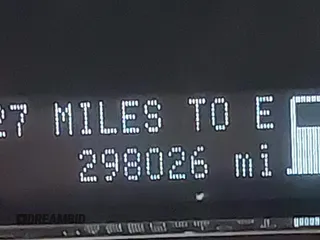 27 MILES TO E
298026 mi
DREAMBID